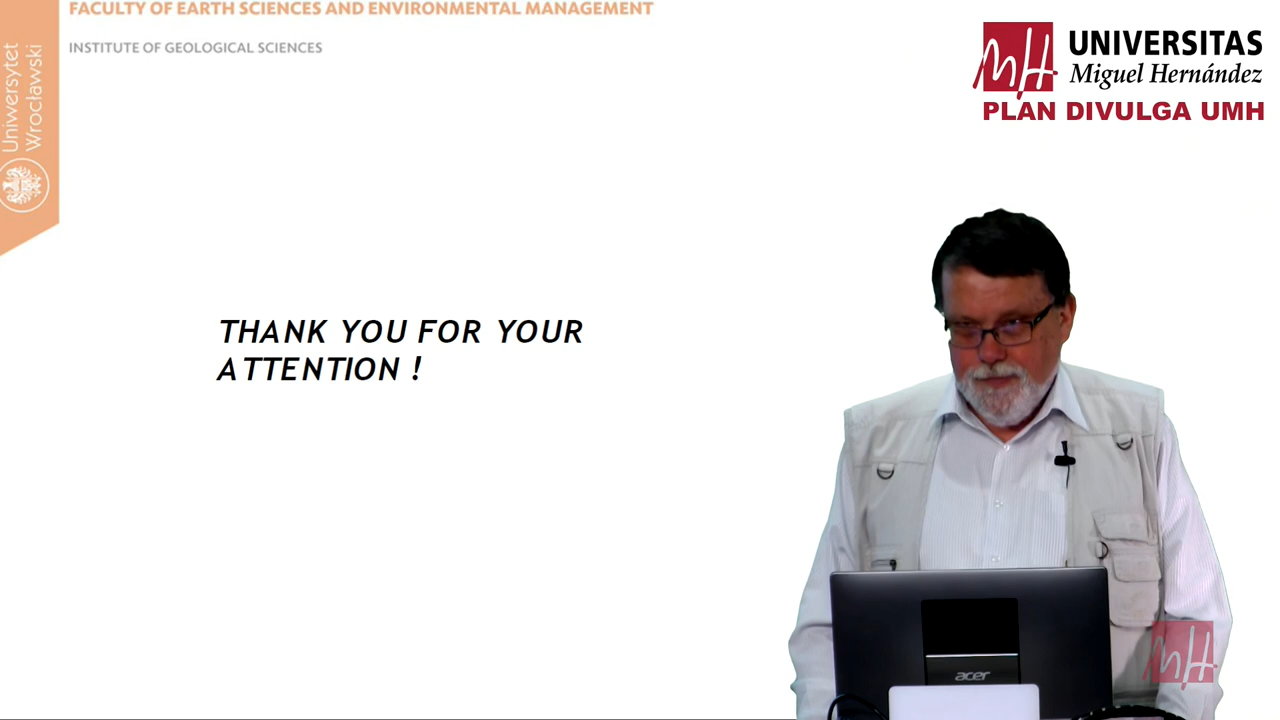 FACULTY OF EARTH SCIENCES AND ENVIRONMENTAL MANAGEMENT
INSTITUTE OF GEOLOGICAL SCIENCES
Uniwersytet
Wrocławski
UNIVERSITAS
Miguel Hernández
PLAN DIVULGA UMH
THANK YOU FOR YOUR
ATTENTION !
acer